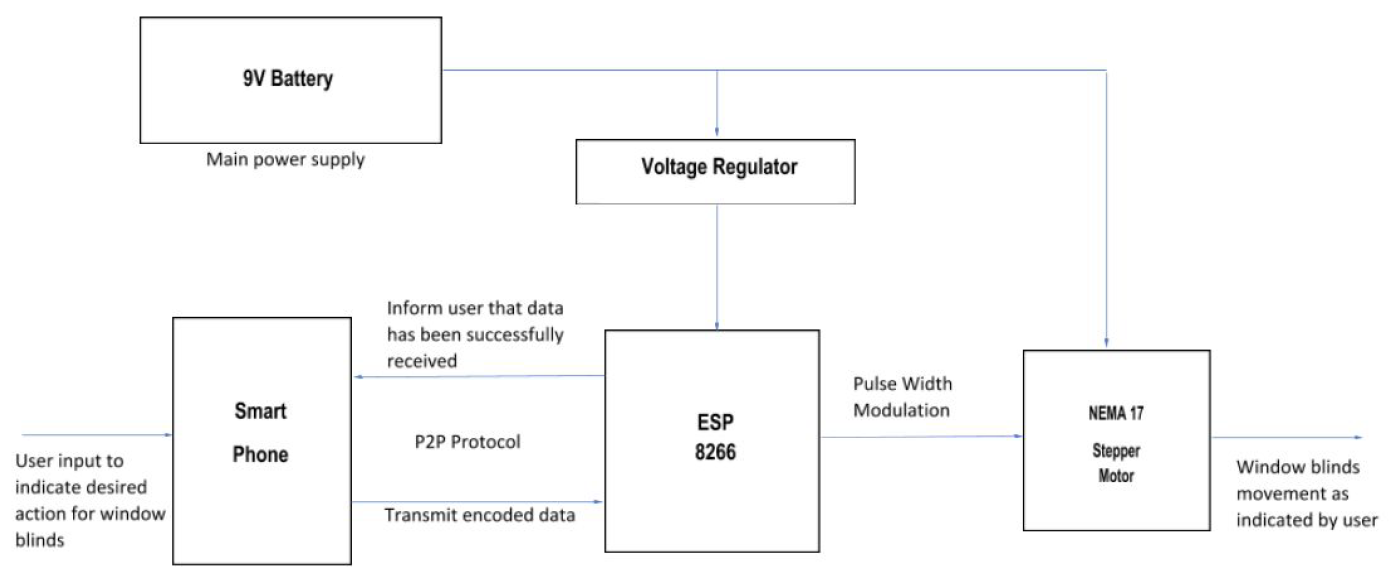 9V Battery
Main power supply
Voltage Regulator
Inform user that data
has been successfully
received
Smart
Phone
P2P Protocol
Transmit encoded data
User input to
indicate desired
action for window
blinds
ESP
8266
Pulse Width
Modulation
NEMA 17
Stepper
Motor
Window blinds
movement as
indicated by user